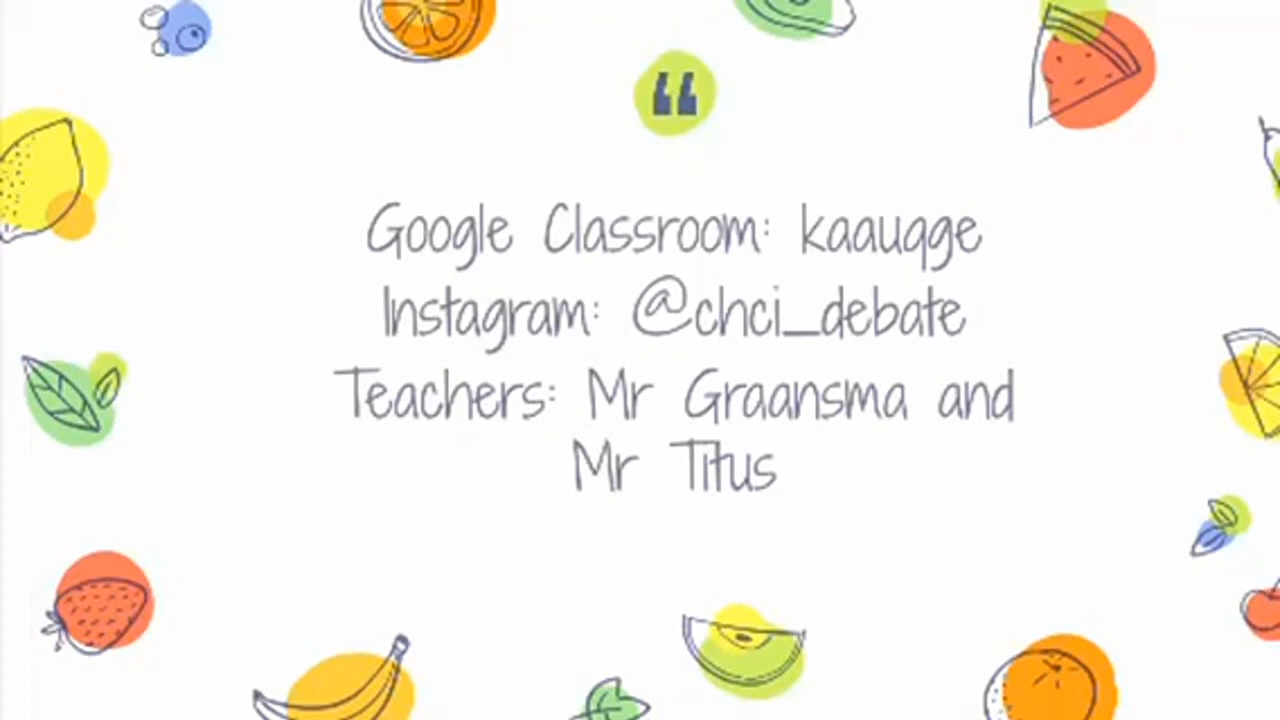 “
Google Classroom: kaauqge
Instagram: @chci_debate
Teachers: Mr Graansma and
Mr Titus